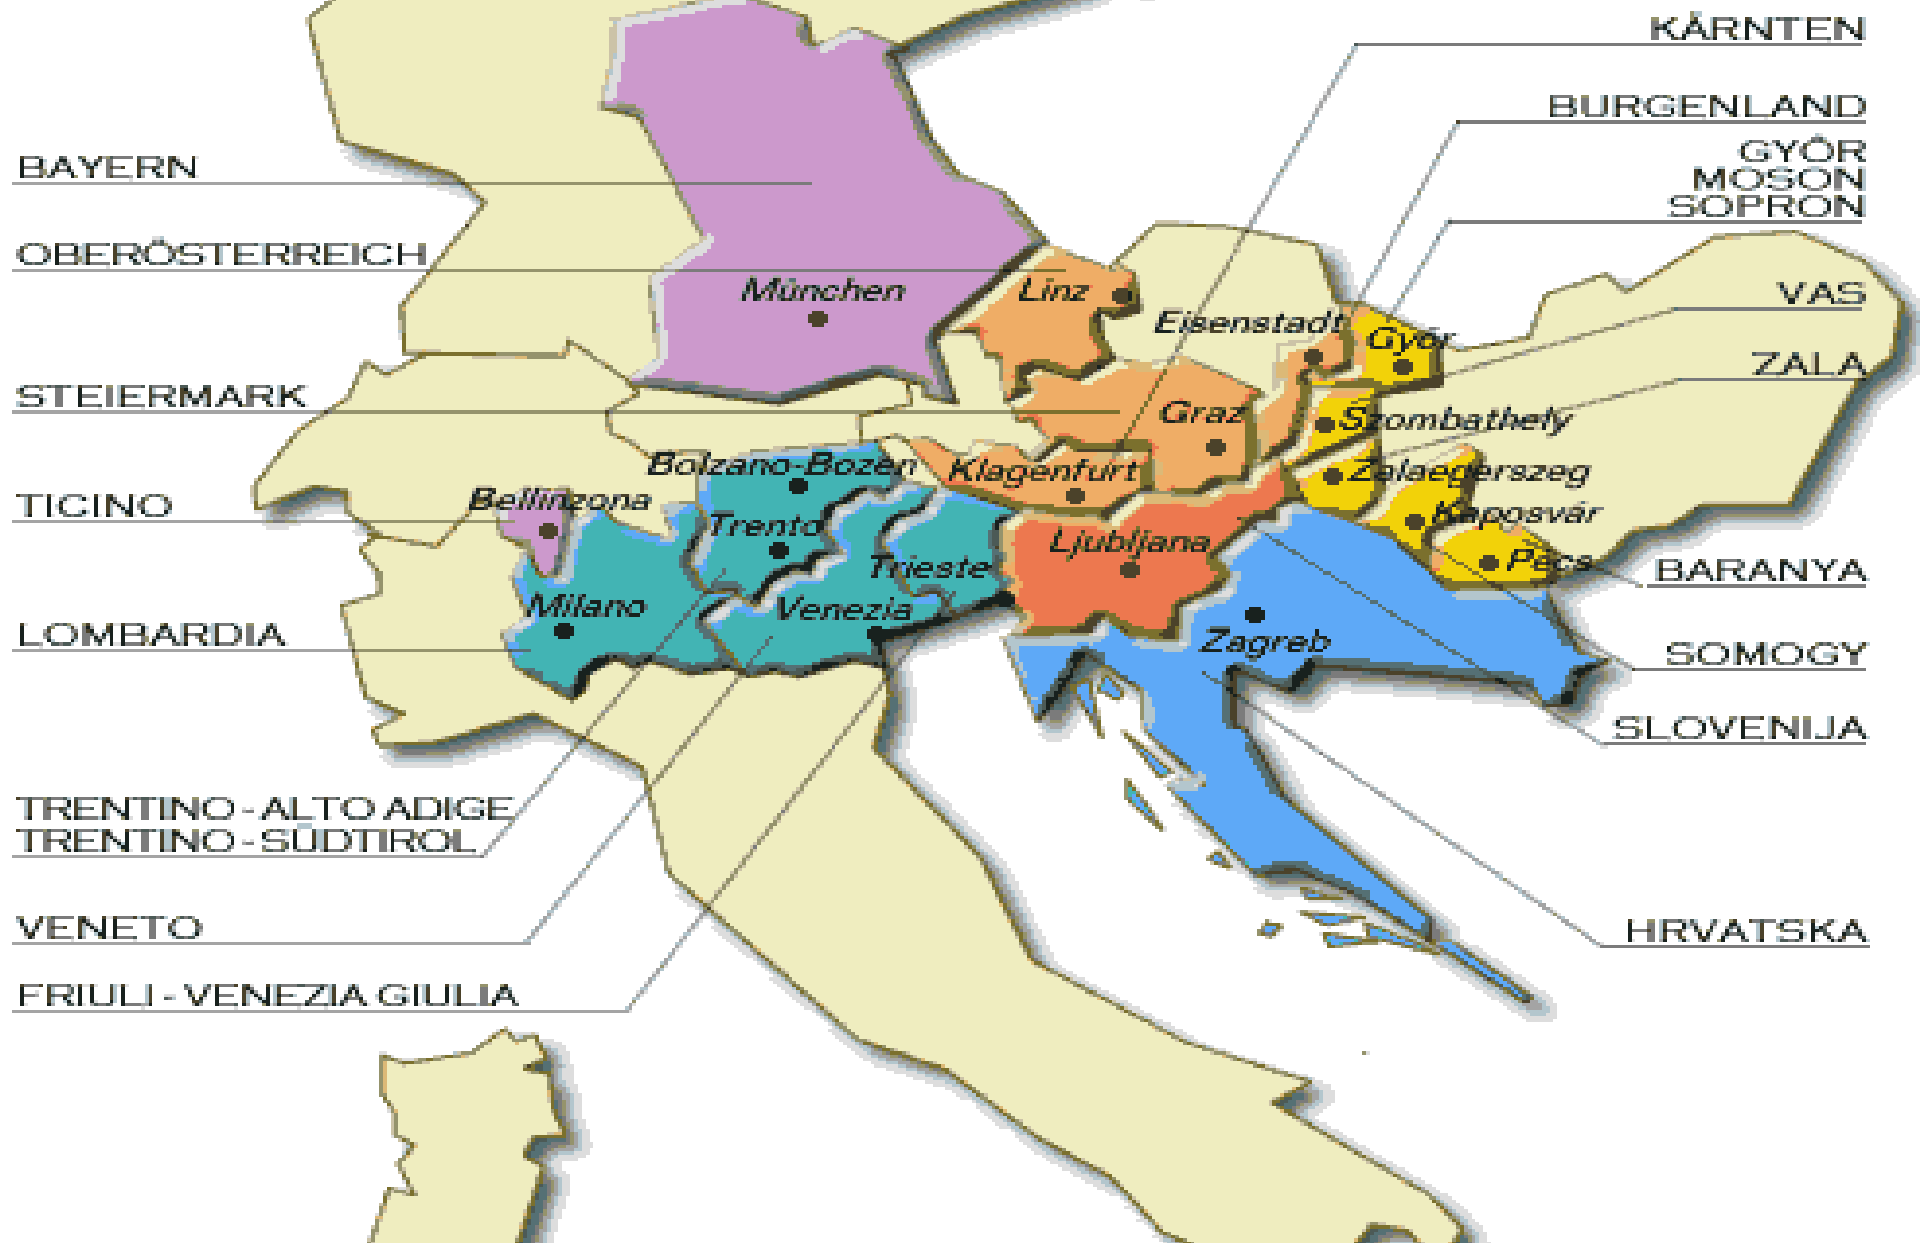 KÄRNTEN
BURGENLAND
GYÖR
MOSON
SOPRON
BAYERN
OBERÖSTERREICH
VAS
ZALA
STEIERMARK
TICINO
LOMBARDIA
BARANYA
SOMOGY
SLOVENIJA
TRENTINO - ALTO ADIGE
TRENTINO - SÜDTIROL
VENETO
HRVATSKA
FRIULI - VENEZIA GIULIA
München
Linz
Eisenstadt
Györ
Graz
Szombathely
Bolzano-Bozen
Klagenfurt
Zalaegerszeg
Bellinzona
Kaposvár
Trento
Ljubljana
Trieste
Pécs
Milano
Venezia
Zagreb